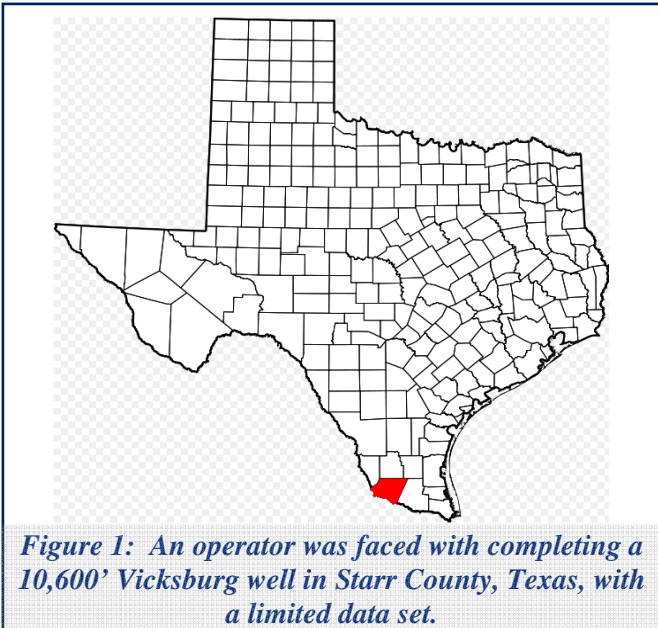 Figure 1:  An operator was faced with completing a
10,600’ Vicksburg well in Starr County, Texas, with
a limited data set.